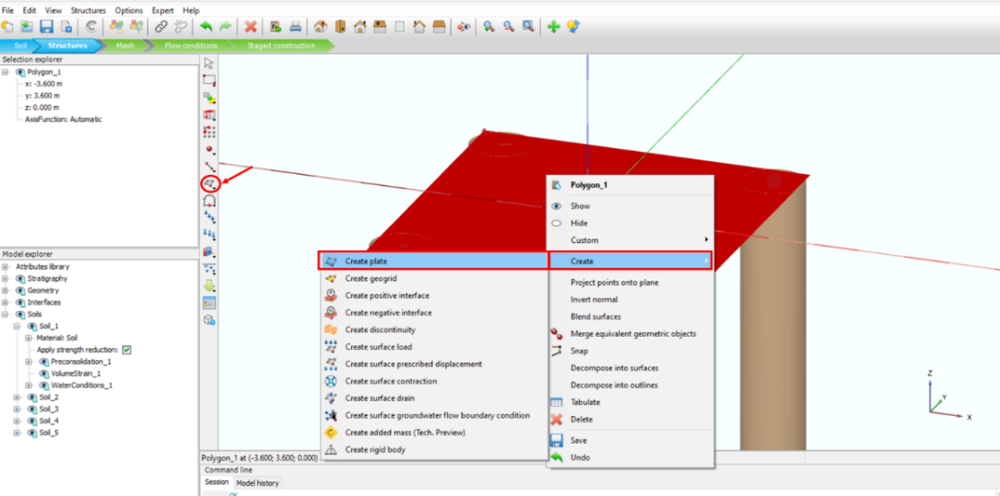 File Edit View Structures Options Expert Help
Soil Structures Mesh Flow conditions Staged construction
Selection explorer
Polygon_1
x: -3.600 m
y: 3.600 m
z: 0.000 m
AxisFunction: Automatic
Model explorer
Attributes library
Stratigraphy
Geometry
Interfaces
Soils
Soil_1
Material: Soil
Apply strength reduction:
Preconsolidation_1
VolumeStrain_1
WaterConditions_1
Soil_2
Soil_3
Soil_4
Soil_5
Polygon_1
Show
Hide
Custom
Create
Project points onto plane
Invert normal
Blend surfaces
Merge equivalent geometric objects
Snap
Decompose into surfaces
Decompose into outlines
Tabulate
Delete
Save
Undo
Create plate
Create geogrid
Create positive interface
Create negative interface
Create discontinuity
Create surface load
Create surface prescribed displacement
Create surface contraction
Create surface drain
Create surface groundwater flow boundary condition
Create added mass (Tech. Preview)
Create rigid body
Z
Y
X
Polygon_1 at (-3.600; 3.600; 0.000)
Command line
Session Model history